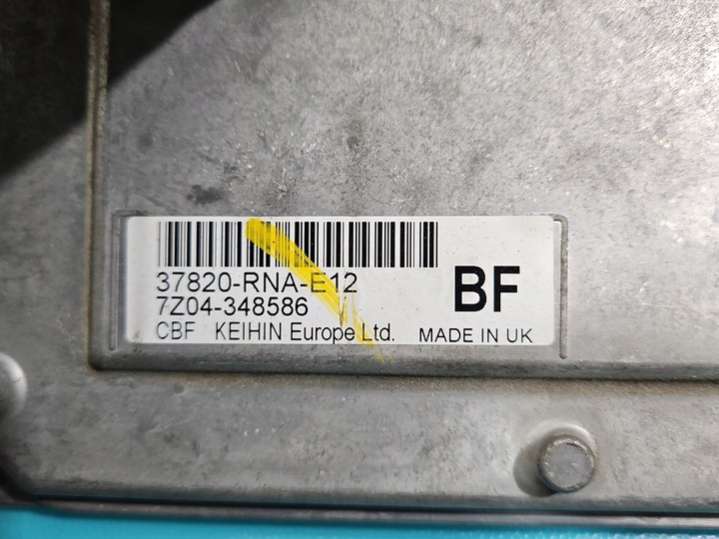 37820-RNA-E12
7Z04-348586
BF
CBF KEIHIN Europe Ltd. MADE IN UK